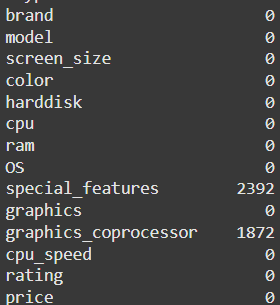 brand 0
model 0
screen_size 0
color 0
harddisk 0
cpu 0
ram 0
OS 0
special_features 2392
graphics 0
graphics_coprocessor 1872
cpu_speed 0
rating 0
price 0